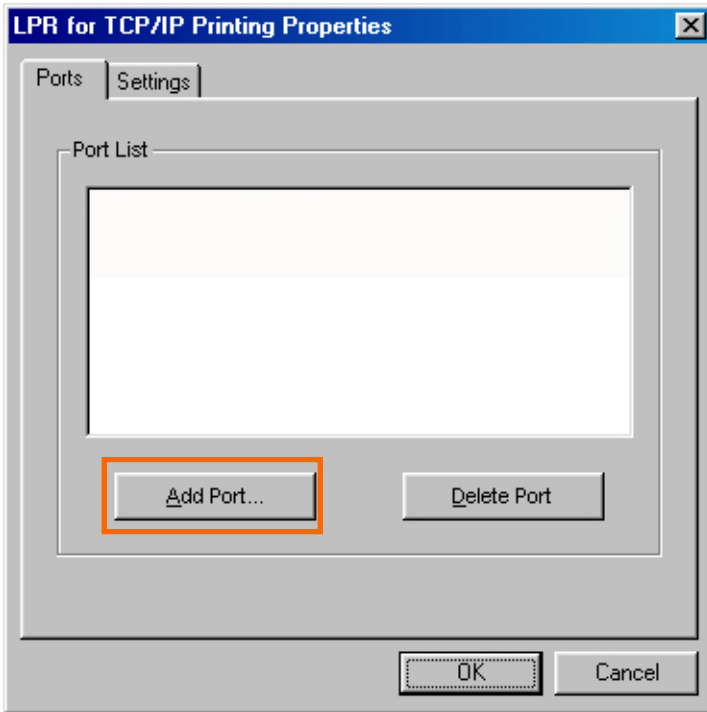 LPR for TCP/IP Printing Properties
Ports Settings
Port List
Add Port...
Delete Port
OK
Cancel